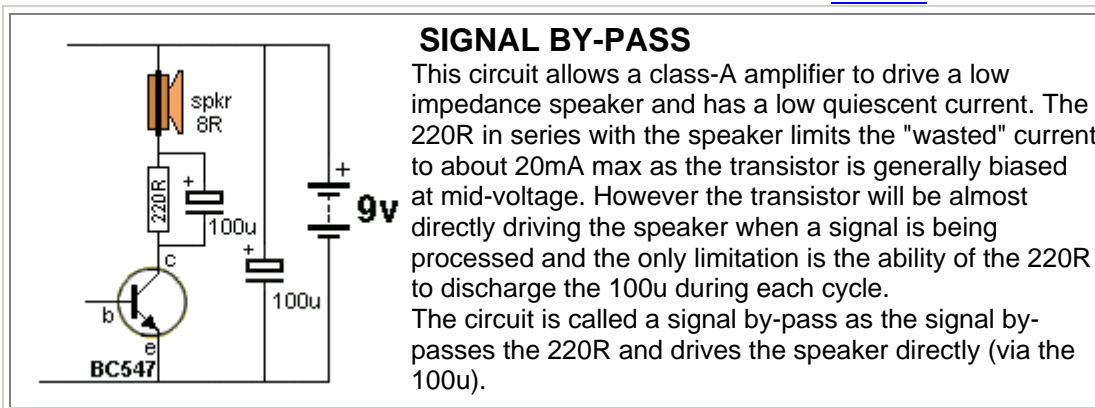 SIGNAL BY-PASS
This circuit allows a class-A amplifier to drive a low
impedance speaker and has a low quiescent current. The
220R in series with the speaker limits the "wasted" current
to about 20mA max as the transistor is generally biased
at mid-voltage. However the transistor will be almost
directly driving the speaker when a signal is being
processed and the only limitation is the ability of the 220R
to discharge the 100u during each cycle.
The circuit is called a signal by-pass as the signal by-
passes the 220R and drives the speaker directly (via the
100u).
spkr
8R
220R
+
100u
+
100u
+
9v
c
b
e
BC547